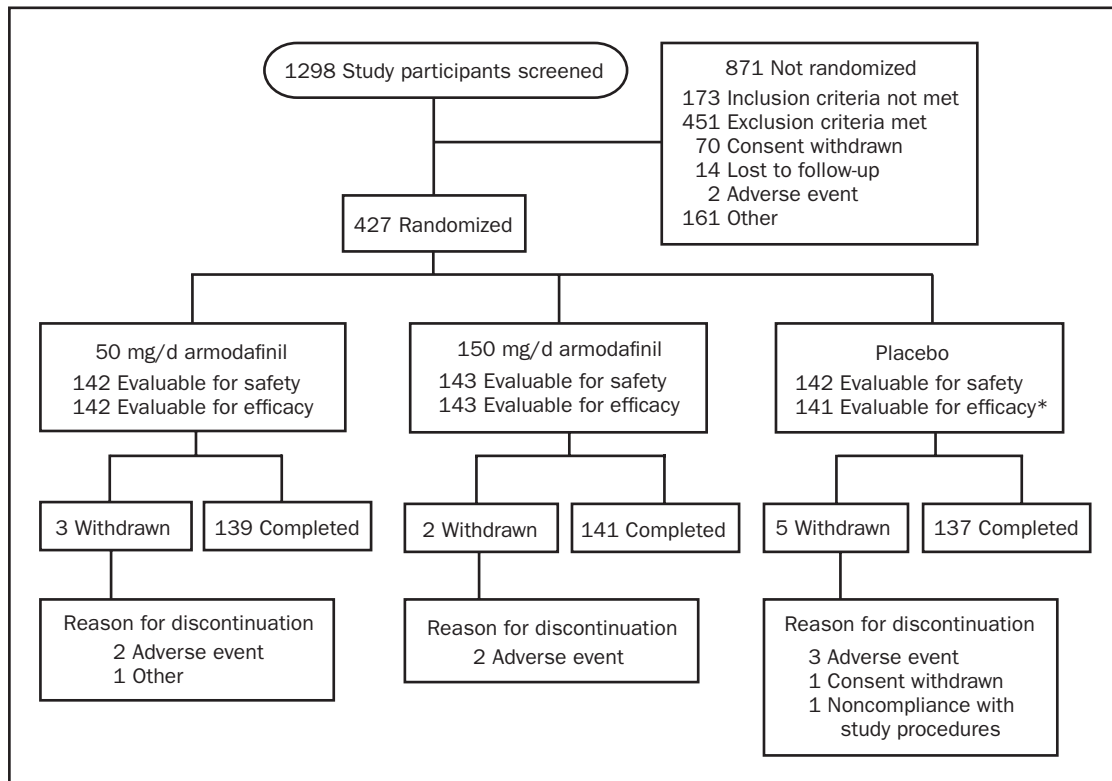 1298 Study participants screened
871 Not randomized
173 Inclusion criteria not met
451 Exclusion criteria met
70 Consent withdrawn
14 Lost to follow-up
2 Adverse event
161 Other
427 Randomized
50 mg/d armodafinil
142 Evaluable for safety
142 Evaluable for efficacy
150 mg/d armodafinil
143 Evaluable for safety
143 Evaluable for efficacy
Placebo
142 Evaluable for safety
141 Evaluable for efficacy*
3 Withdrawn
139 Completed
2 Withdrawn
141 Completed
5 Withdrawn
137 Completed
Reason for discontinuation
2 Adverse event
1 Other
Reason for discontinuation
2 Adverse event
Reason for discontinuation
3 Adverse event
1 Consent withdrawn
1 Noncompliance with
study procedures